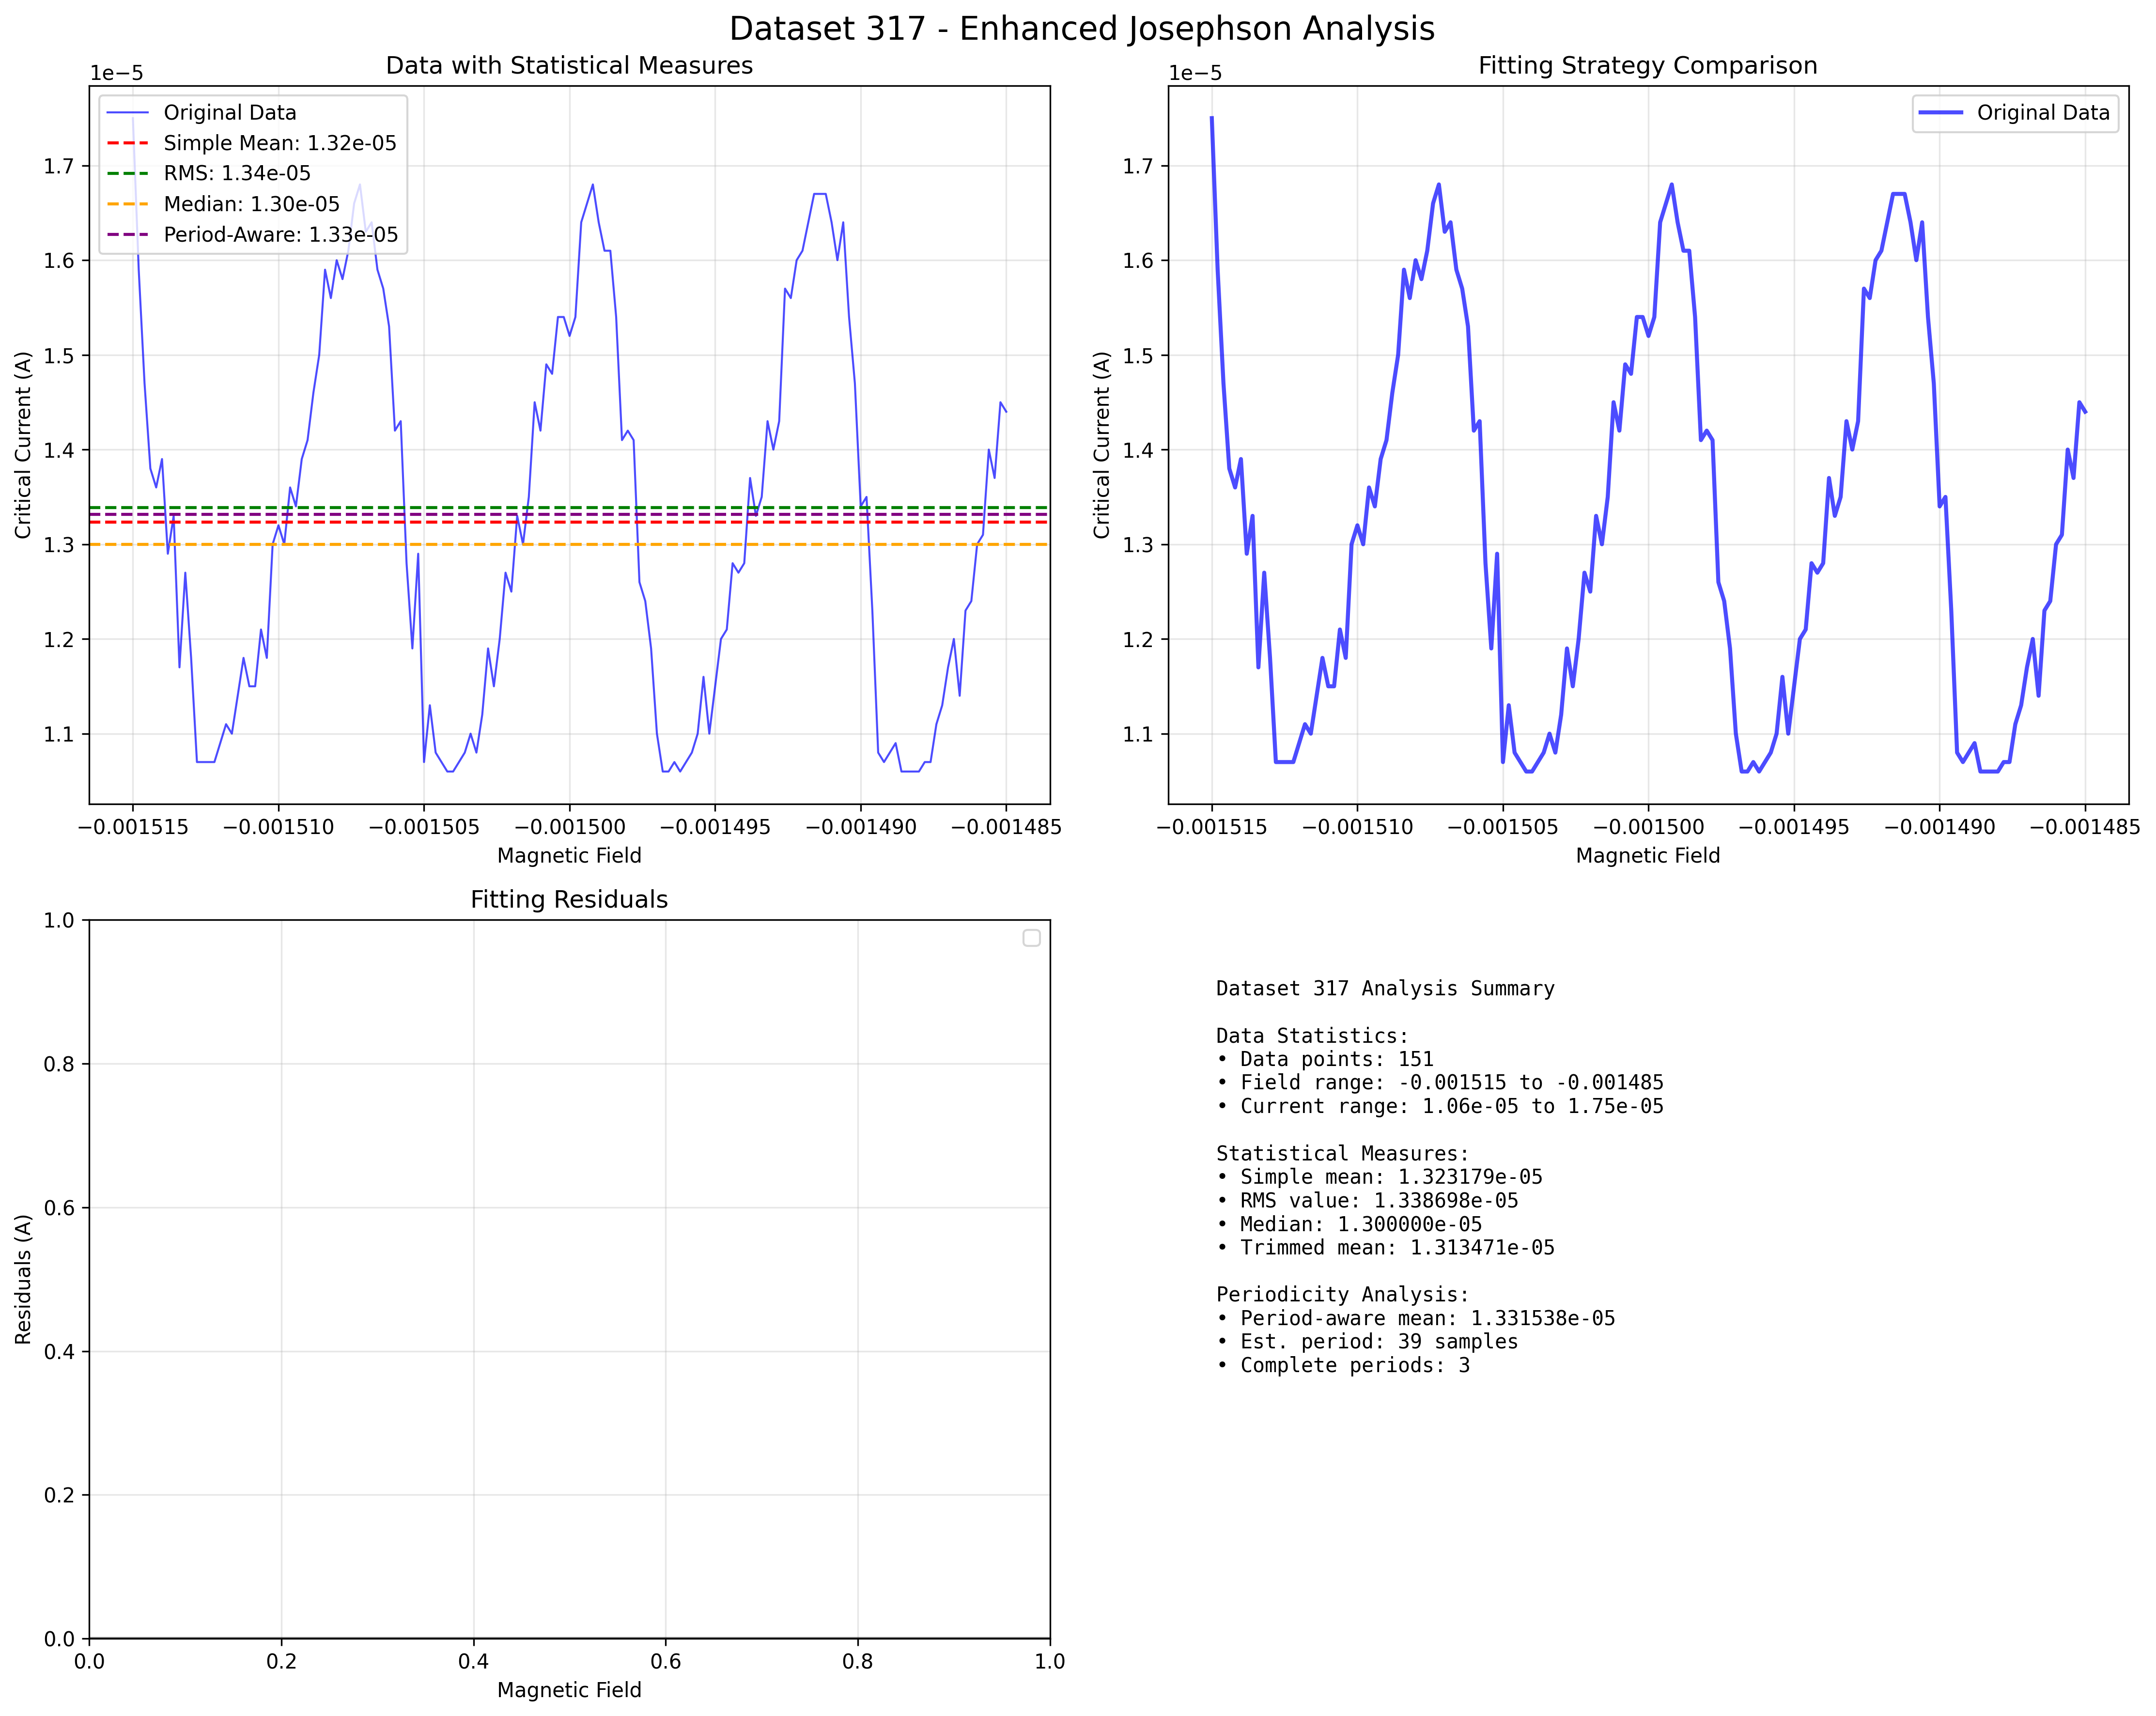 Dataset 317 - Enhanced Josephson Analysis
Data with Statistical Measures
1e−5
Original Data
Simple Mean: 1.32e-05
RMS: 1.34e-05
Median: 1.30e-05
Period-Aware: 1.33e-05
1.7
1.6
1.5
1.4
1.3
1.2
1.1
Critical Current (A)
−0.001515 −0.001510 −0.001505 −0.001500 −0.001495 −0.001490 −0.001485
Magnetic Field
Fitting Strategy Comparison
1e−5
Original Data
1.7
1.6
1.5
1.4
1.3
1.2
1.1
Critical Current (A)
−0.001515 −0.001510 −0.001505 −0.001500 −0.001495 −0.001490 −0.001485
Magnetic Field
Fitting Residuals
1.0
0.8
0.6
0.4
0.2
0.0
Residuals (A)
0.0 0.2 0.4 0.6 0.8 1.0
Magnetic Field
Dataset 317 Analysis Summary
Data Statistics:
• Data points: 151
• Field range: -0.001515 to -0.001485
• Current range: 1.06e-05 to 1.75e-05
Statistical Measures:
• Simple mean: 1.323179e-05
• RMS value: 1.338698e-05
• Median: 1.300000e-05
• Trimmed mean: 1.313471e-05
Periodicity Analysis:
• Period-aware mean: 1.331538e-05
• Est. period: 39 samples
• Complete periods: 3